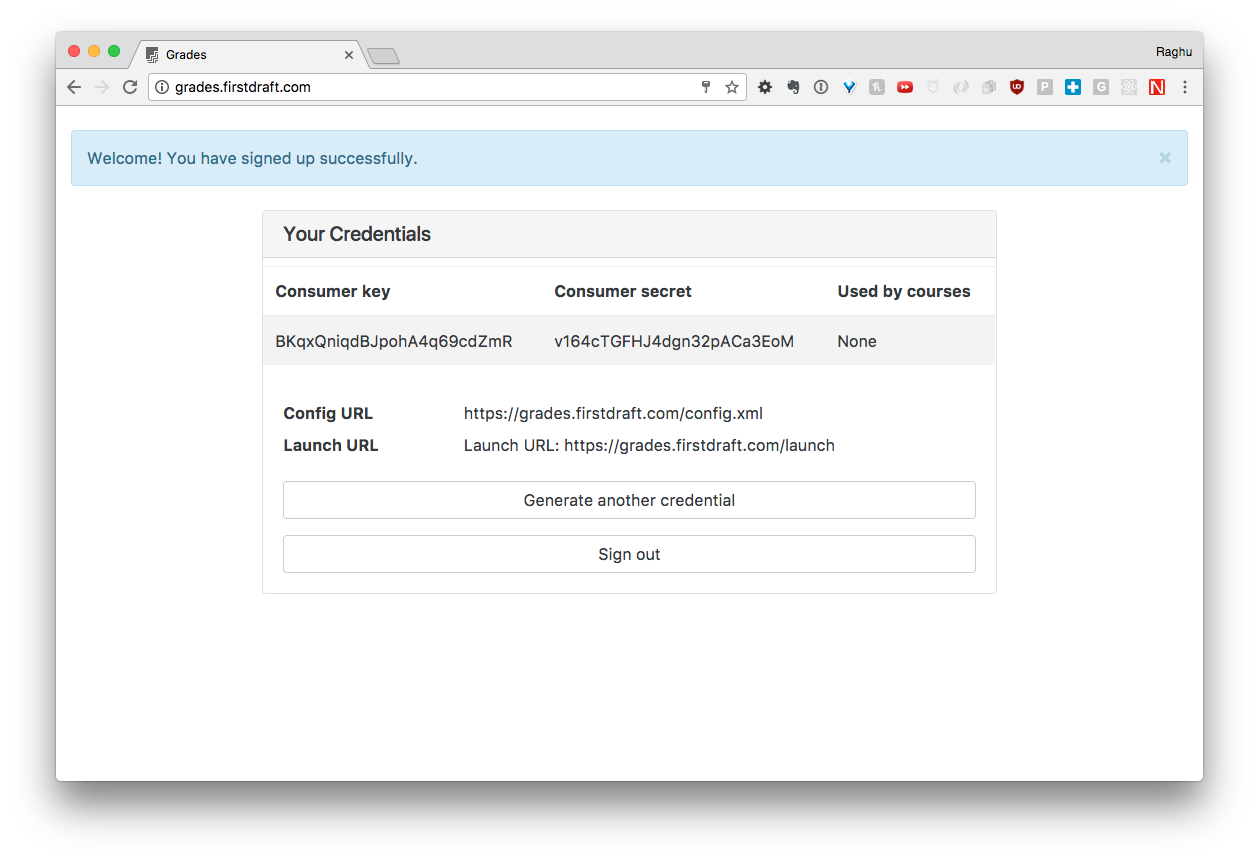 Grades
Raghu
grades.firstdraft.com
Welcome! You have signed up successfully.
Your Credentials
Consumer key Consumer secret Used by courses
BKqxQniqdBJpohA4q69cdZmR v164cTGFHJ4dgn32pACa3EoM None
Config URL https://grades.firstdraft.com/config.xml
Launch URL Launch URL: https://grades.firstdraft.com/launch
Generate another credential
Sign out